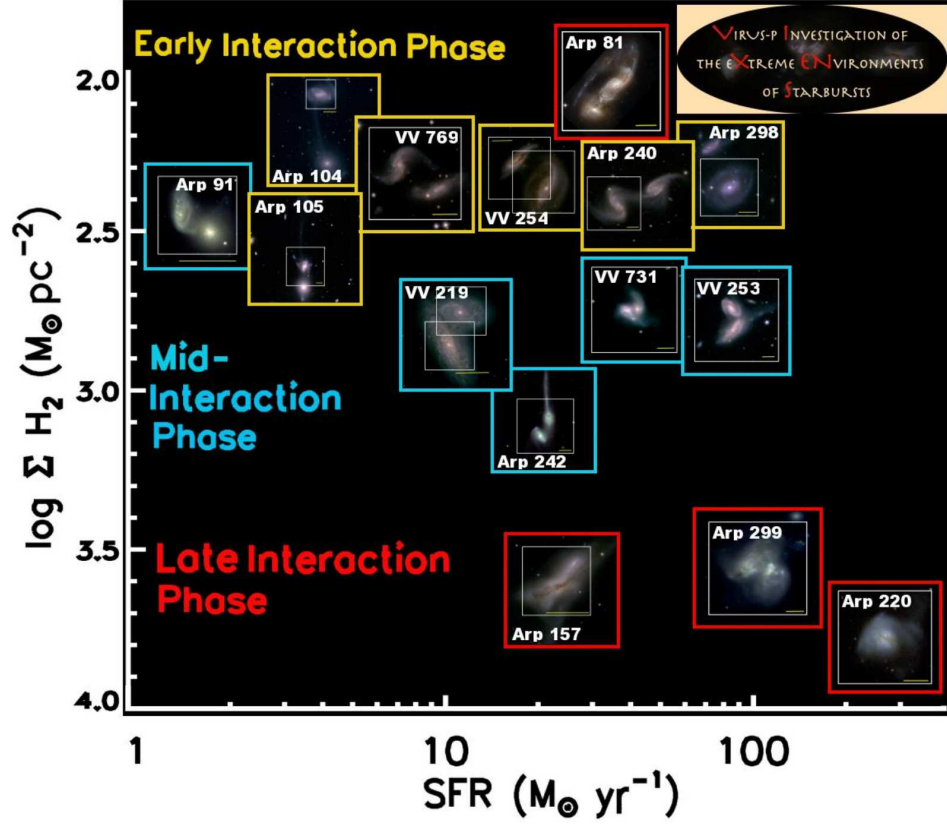 Early Interaction Phase
VIRUS-P INVESTIGATION OF
THE EXTREME ENVIRONMENTS
OF STARBURSTS
Arp 81
Arp 104
VV 769
VV 254
Arp 240
Arp 298
Arp 91
Arp 105
VV 219
VV 731
VV 253
Mid-
Interaction
Phase
Arp 242
Late Interaction
Phase
Arp 157
Arp 299
Arp 220
log Σ H₂ (M⊙ pc⁻²)
2.0
2.5
3.0
3.5
4.0
1 10 100
SFR (M⊙ yr⁻¹)